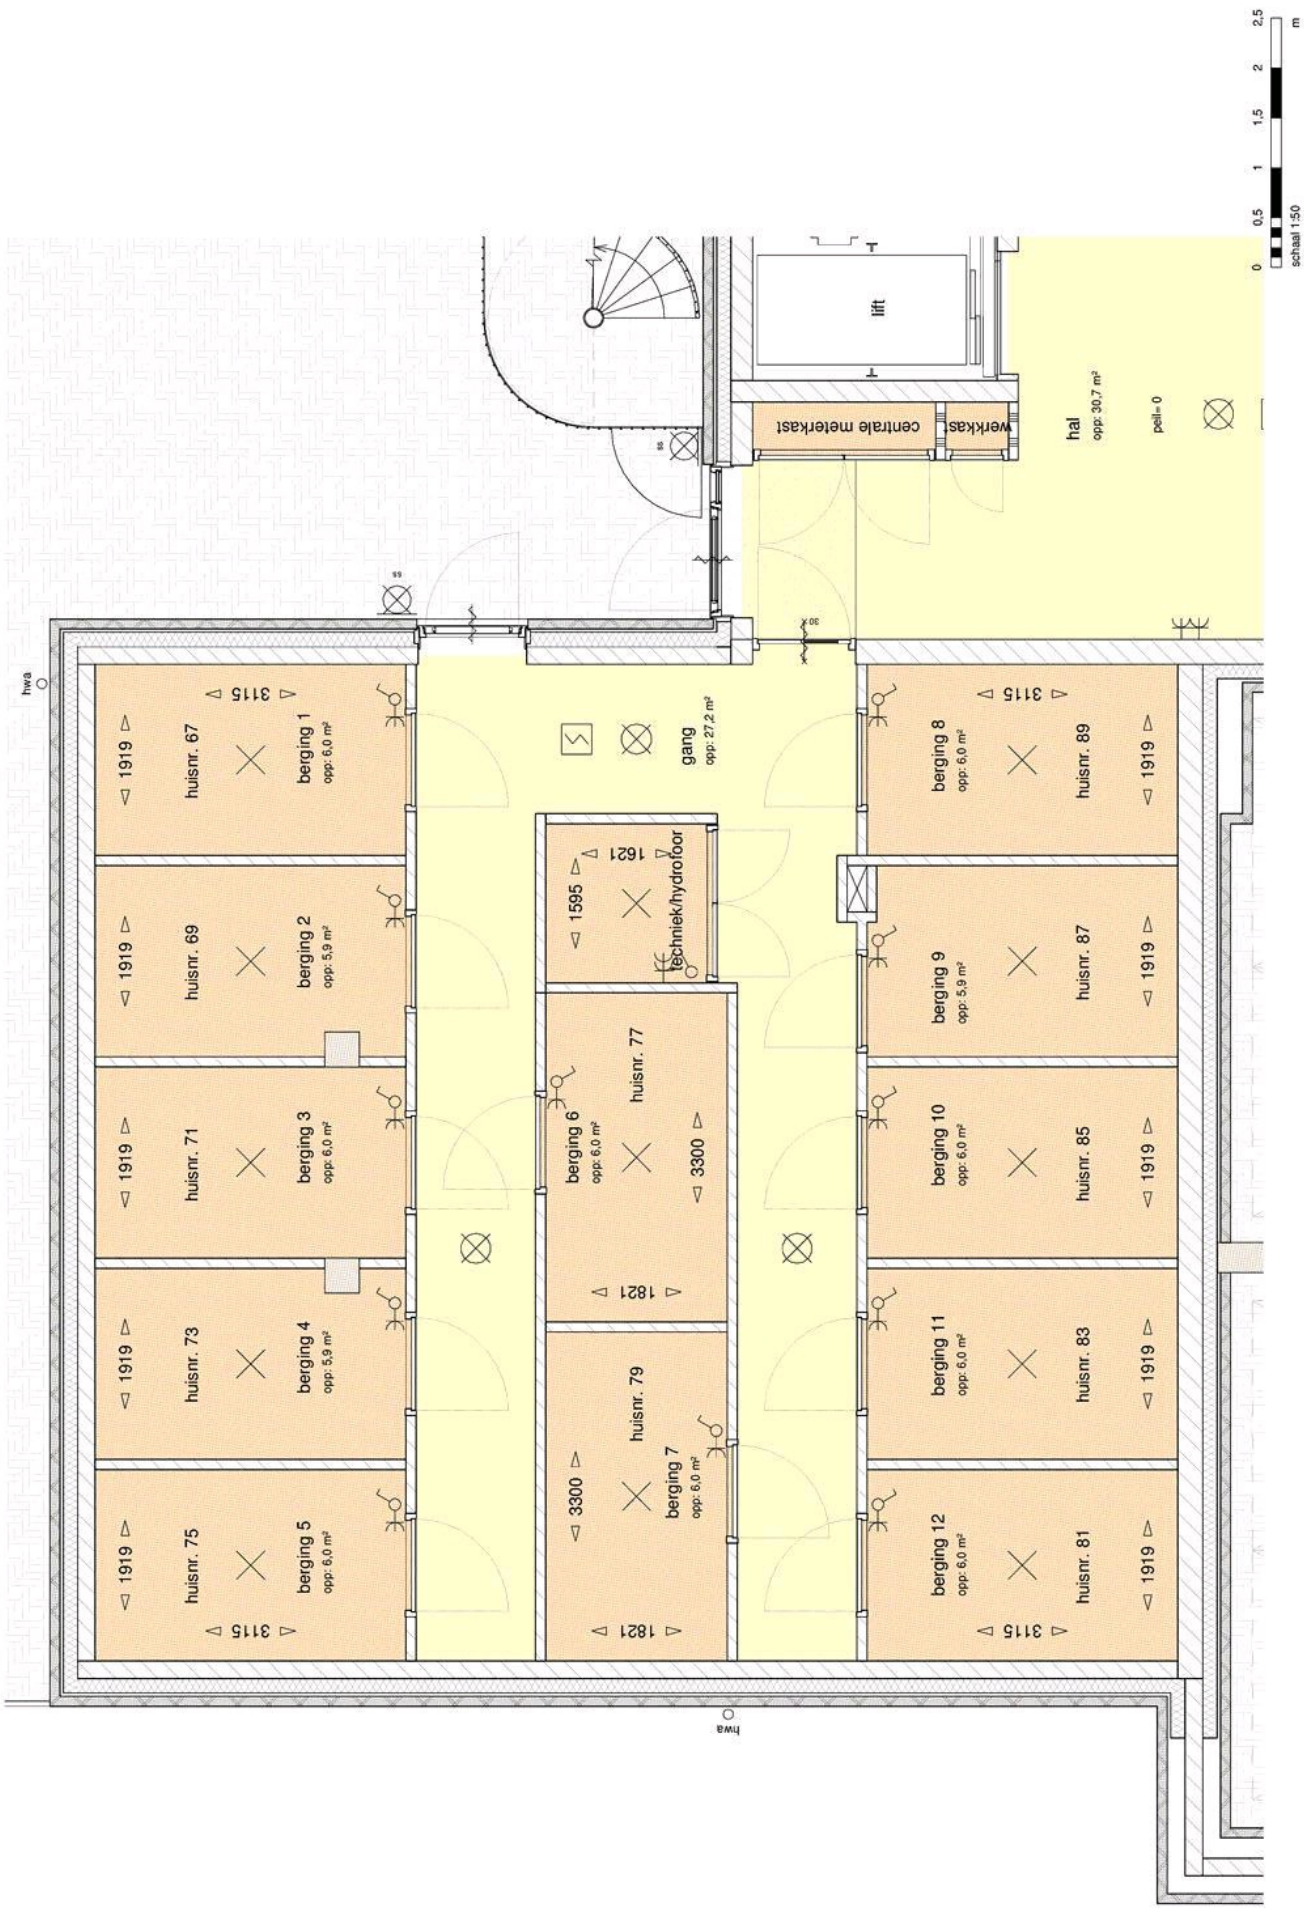 hwa
1919
huisnr. 67
3115
berging 1
opp: 6,0 m²
1919
huisnr. 69
berging 2
opp: 5,9 m²
1919
huisnr. 71
berging 3
opp: 6,0 m²
1919
huisnr. 73
berging 4
opp: 5,9 m²
1919
huisnr. 75
3115
berging 5
opp: 6,0 m²
gang
opp: 27,2 m²
1595
1621
techniek/hydrofoor
berging 6
opp: 6,0 m²
huisnr. 77
3300
1821
3300
huisnr. 79
berging 7
opp: 6,0 m²
1821
berging 8
opp: 6,0 m²
3115
huisnr. 89
1919
berging 9
opp: 5,9 m²
huisnr. 87
1919
berging 10
opp: 6,0 m²
huisnr. 85
1919
berging 11
opp: 6,0 m²
huisnr. 83
1919
berging 12
opp: 6,0 m²
3115
huisnr. 81
1919
hwa
30
lift
centrale meterkast
werkkast
hal
opp: 30,7 m²
peil= 0
0 0,5 1 1,5 2 2,5
m
schaal 1:50